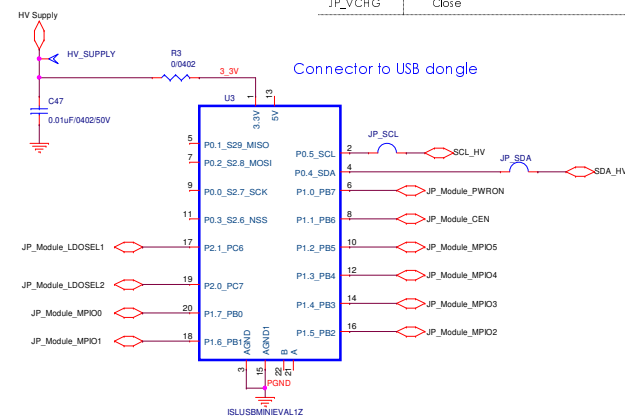 JP_VCHG Close
HV Supply
HV_SUPPLY
R3
0/0402
3_3V
Connector to USB dongle
C47
0.01uF/0402/50V
U3
1
13
3.3V
5V
5 P0.1_S29_MISO
7 P0.2_S2.8_MOSI
9 P0.0_S2.7_SCK
11 P0.3_S2.6_NSS
JP_Module_LDOSEL1 17 P2.1_PC6
JP_Module_LDOSEL2 19 P2.0_PC7
JP_Module_MPIO0 20 P1.7_PB0
JP_Module_MPIO1 18 P1.6_PB1
P0.5_SCL 2 JP_SCL SCL_HV
P0.4_SDA 4 JP_SDA SDA_HV
P1.0_PB7 6 JP_Module_PWRON
P1.1_PB6 8 JP_Module_CEN
P1.2_PB5 10 JP_Module_MPIO5
P1.3_PB4 12 JP_Module_MPIO4
P1.4_PB3 14 JP_Module_MPIO3
P1.5_PB2 16 JP_Module_MPIO2
AGND
AGND1
B
A
3
15
22
21
PGND
ISLUSBMINIEVAL1Z